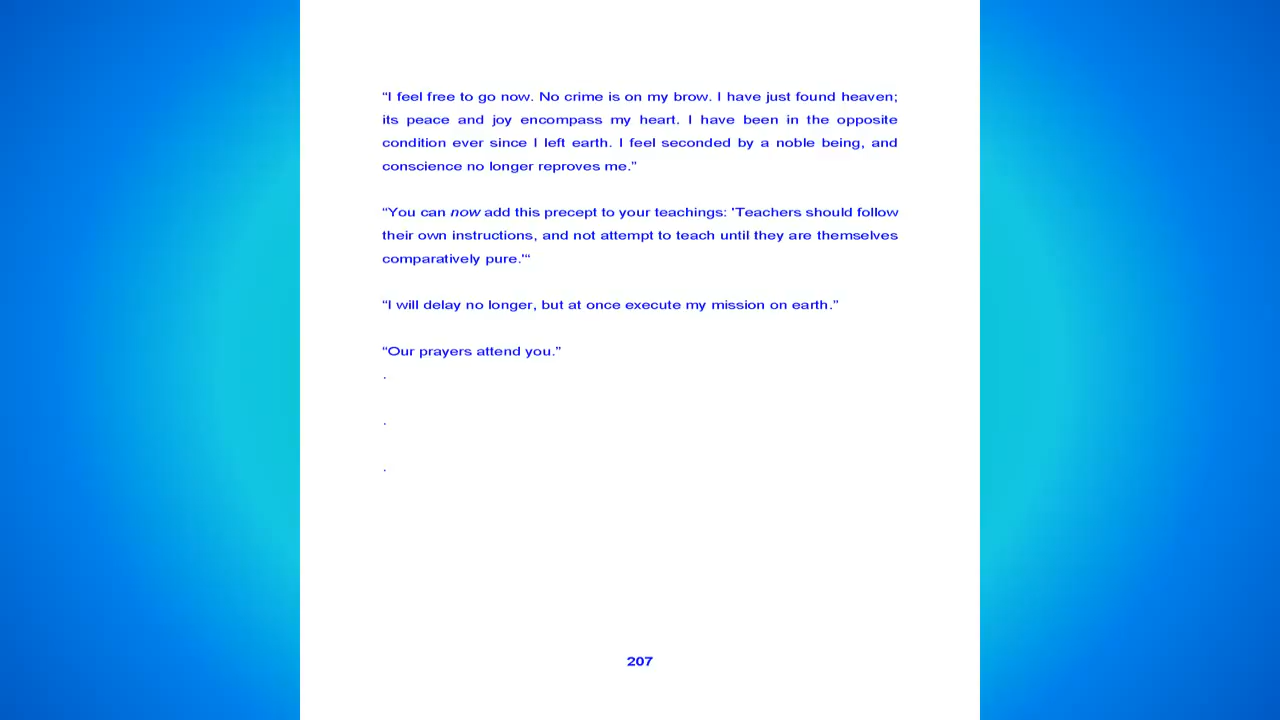 “I feel free to go now. No crime is on my brow. I have just found heaven;
its peace and joy encompass my heart. I have been in the opposite
condition ever since I left earth. I feel seconded by a noble being, and
conscience no longer reproves me.”
“You can now add this precept to your teachings: 'Teachers should follow
their own instructions, and not attempt to teach until they are themselves
comparatively pure.'“
“I will delay no longer, but at once execute my mission on earth.”
“Our prayers attend you.”
.
.
.
207